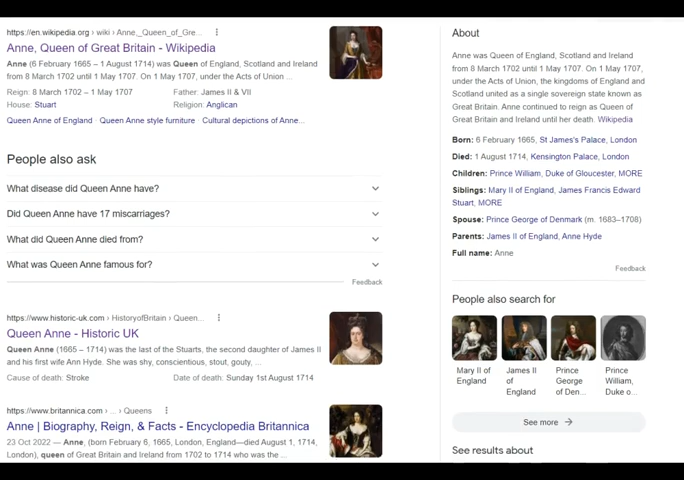 https://en.wikipedia.org › wiki › Anne,_Queen_of_Gre...
Anne, Queen of Great Britain - Wikipedia
Anne (6 February 1665 – 1 August 1714) was Queen of England, Scotland and Ireland
from 8 March 1702 until 1 May 1707. On 1 May 1707, under the Acts of Union ...
Reign: 8 March 1702 – 1 May 1707
Father: James II & VII
House: Stuart
Religion: Anglican
Queen Anne of England · Queen Anne style furniture · Cultural depictions of Anne...
People also ask
What disease did Queen Anne have?
Did Queen Anne have 17 miscarriages?
What did Queen Anne died from?
What was Queen Anne famous for?
Feedback
https://www.historic-uk.com › HistoryofBritain › Queen...
Queen Anne - Historic UK
Queen Anne (1665 – 1714) was the last of the Stuarts, the second daughter of James II
and his first wife Ann Hyde. She was shy, conscientious, stout, gouty, ...
Cause of death: Stroke
Date of death: Sunday 1st August 1714
https://www.britannica.com › ... › Queens
Anne | Biography, Reign, & Facts - Encyclopedia Britannica
23 Oct 2022 — Anne, (born February 6, 1665, London, England—died August 1, 1714,
London), queen of Great Britain and Ireland from 1702 to 1714 who was the ...
About
Anne was Queen of England, Scotland and Ireland
from 8 March 1702 until 1 May 1707. On 1 May 1707,
under the Acts of Union, the kingdoms of England and
Scotland united as a single sovereign state known as
Great Britain. Anne continued to reign as Queen of
Great Britain and Ireland until her death. Wikipedia
Born: 6 February 1665, St James's Palace, London
Died: 1 August 1714, Kensington Palace, London
Children: Prince William, Duke of Gloucester, MORE
Siblings: Mary II of England, James Francis Edward
Stuart, MORE
Spouse: Prince George of Denmark (m. 1683–1708)
Parents: James II of England, Anne Hyde
Full name: Anne
Feedback
People also search for
Mary II of
England
James II
of
England
Prince
George
of Den...
Prince
William,
Duke o...
See more
See results about